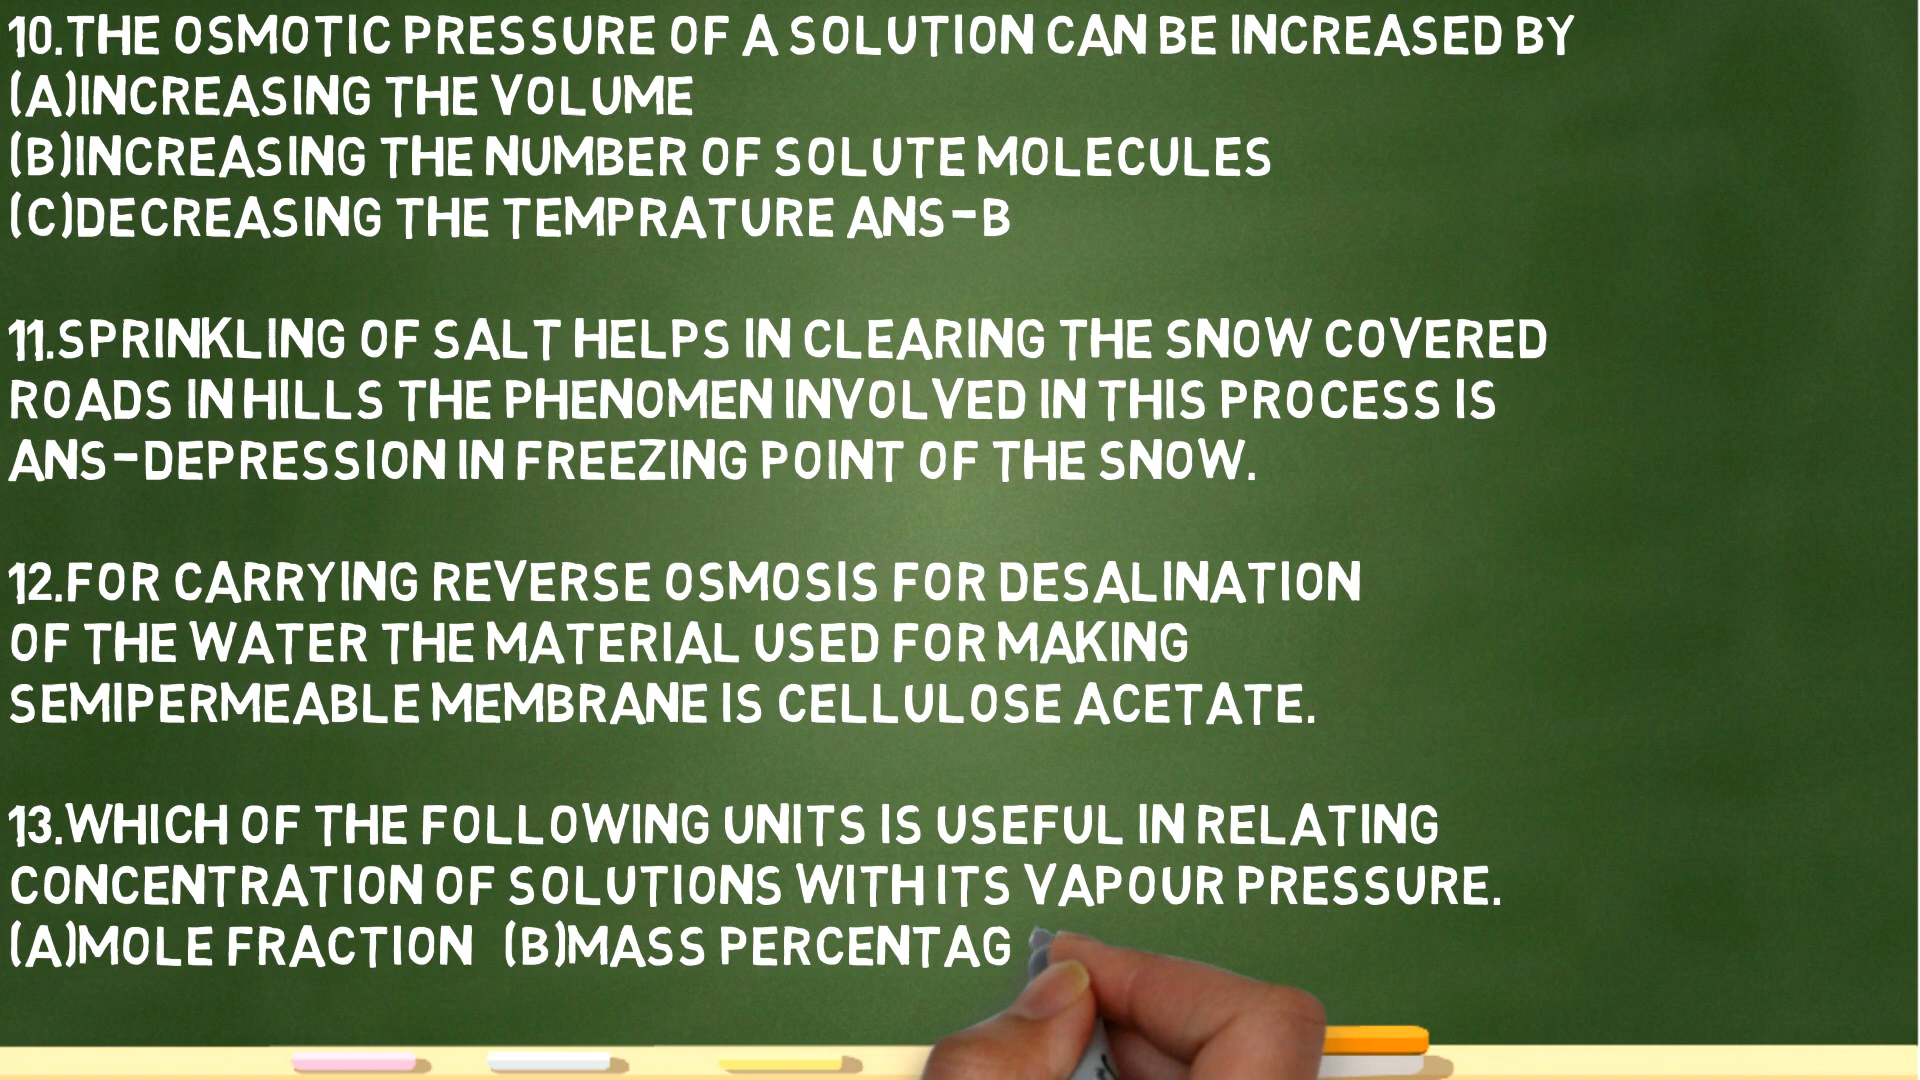 10.THE OSMOTIC PRESSURE OF A SOLUTION CAN BE INCREASED BY
(A)INCREASING THE VOLUME
(B)INCREASING THE NUMBER OF SOLUTE MOLECULES
(C)DECREASING THE TEMPRATURE ANS-B
11.SPRINKLING OF SALT HELPS IN CLEARING THE SNOW COVERED
ROADS IN HILLS THE PHENOMEN INVOLVED IN THIS PROCESS IS
ANS-DEPRESSION IN FREEZING POINT OF THE SNOW.
12.FOR CARRYING REVERSE OSMOSIS FOR DESALINATION
OF THE WATER THE MATERIAL USED FOR MAKING
SEMIPERMEABLE MEMBRANE IS CELLULOSE ACETATE.
13.WHICH OF THE FOLLOWING UNITS IS USEFUL IN RELATING
CONCENTRATION OF SOLUTIONS WITH ITS VAPOUR PRESSURE.
(A)MOLE FRACTION (B)MASS PERCENTAG